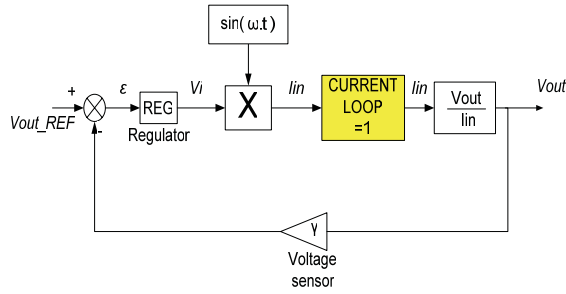 sin(ω.t)
+
ε
Vi
Iin
Iin
Vout
Vout_REF
-
REG
Regulator
X
CURRENT
LOOP
=1
Vout
Iin
γ
Voltage
sensor